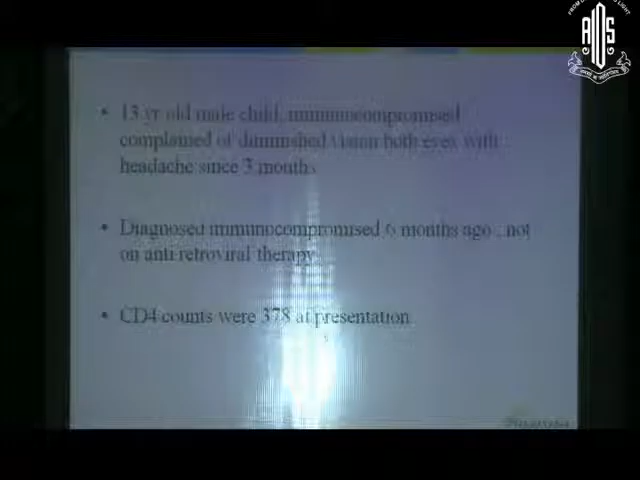 • 13 yr old male child, immunocompromised
complained of diminished vision both eyes with
headache since 3 months
• Diagnosed immunocompromised 6 months ago , not
on anti retroviral therapy
• CD4 counts were 378 at presentation
AIOS